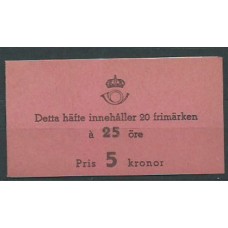 Detta häfte innehåller 20 frimärken
à 25 öre
Pris 5 kronor